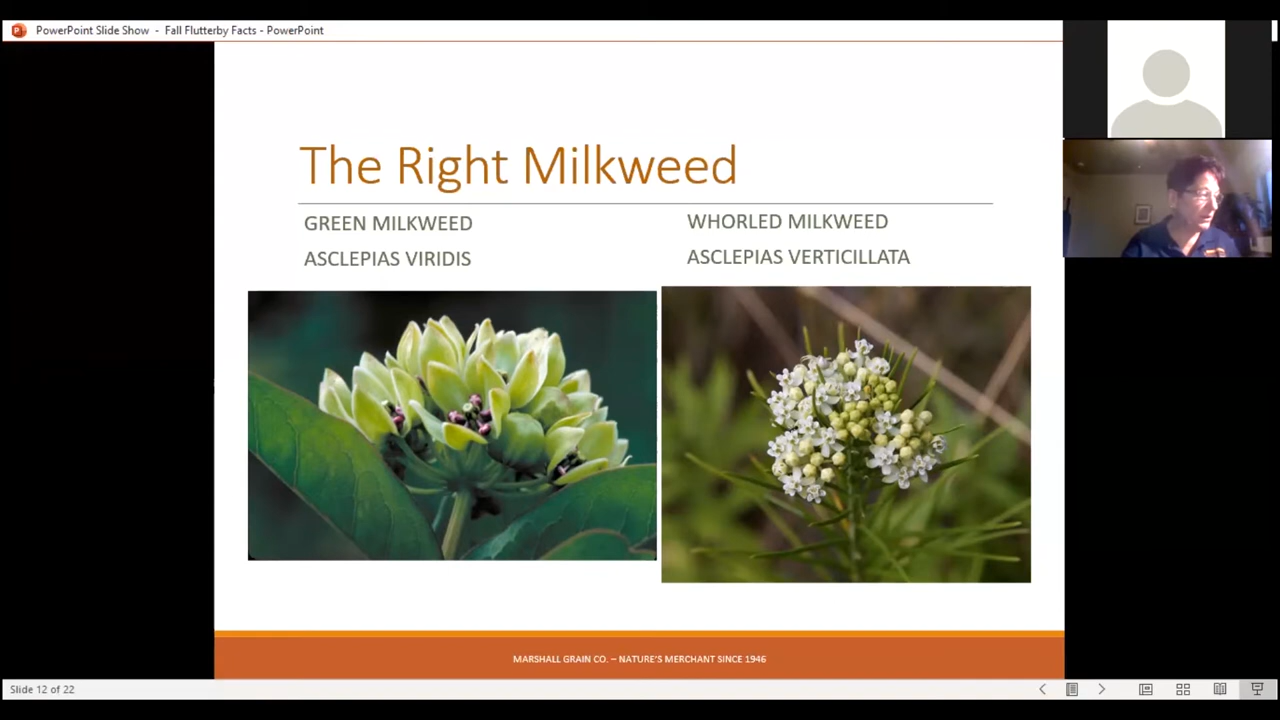 PowerPoint Slide Show - Fall Flutterby Facts - PowerPoint
The Right Milkweed
GREEN MILKWEED
ASCLEPIAS VIRIDIS
WHORLED MILKWEED
ASCLEPIAS VERTICILLATA
MARSHALL GRAIN CO. – NATURE'S MERCHANT SINCE 1946
Slide 12 of 22